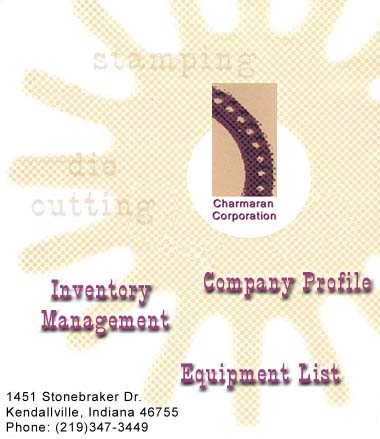 stamping
Charmaran
Corporation
die
cutting
Company Profile
Inventory
Management
Equipment List
1451 Stonebraker Dr.
Kendallville, Indiana 46755
Phone: (219)347-3449